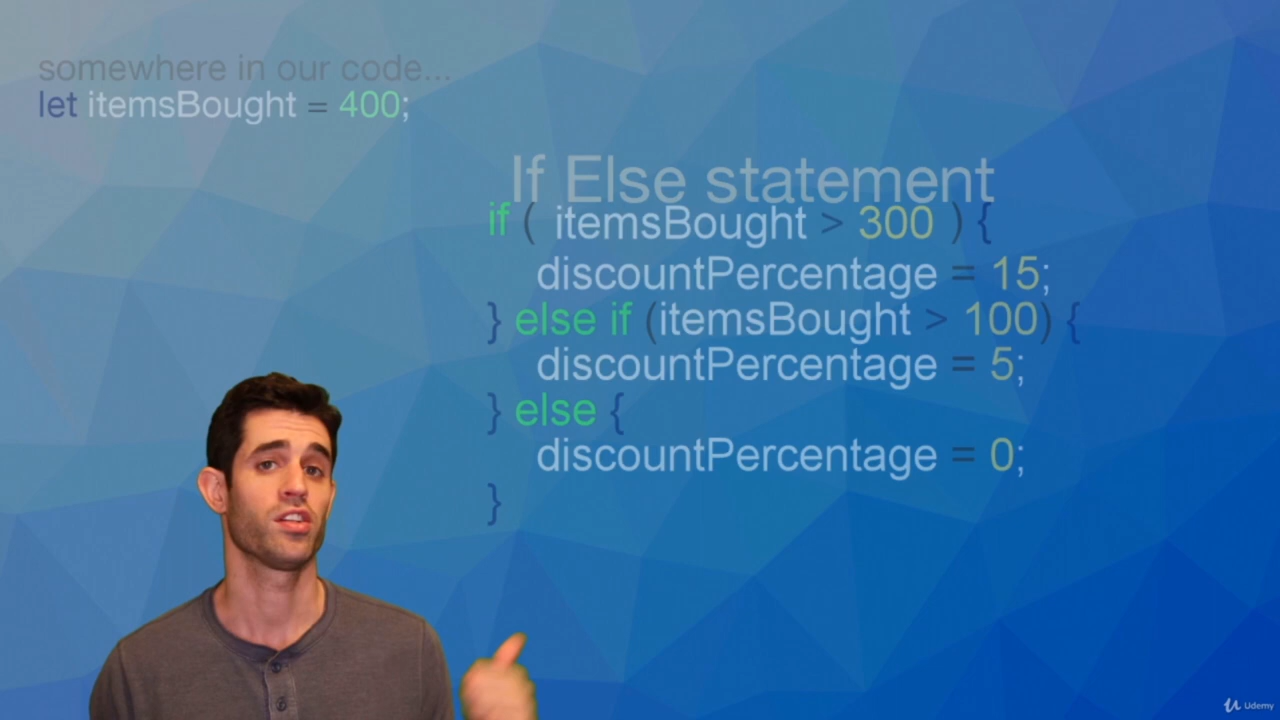 somewhere in our code...
let itemsBought = 400;
If Else statement
if ( itemsBought > 300 ) {
discountPercentage = 15;
} else if (itemsBought > 100) {
discountPercentage = 5;
} else {
discountPercentage = 0;
}
Udemy